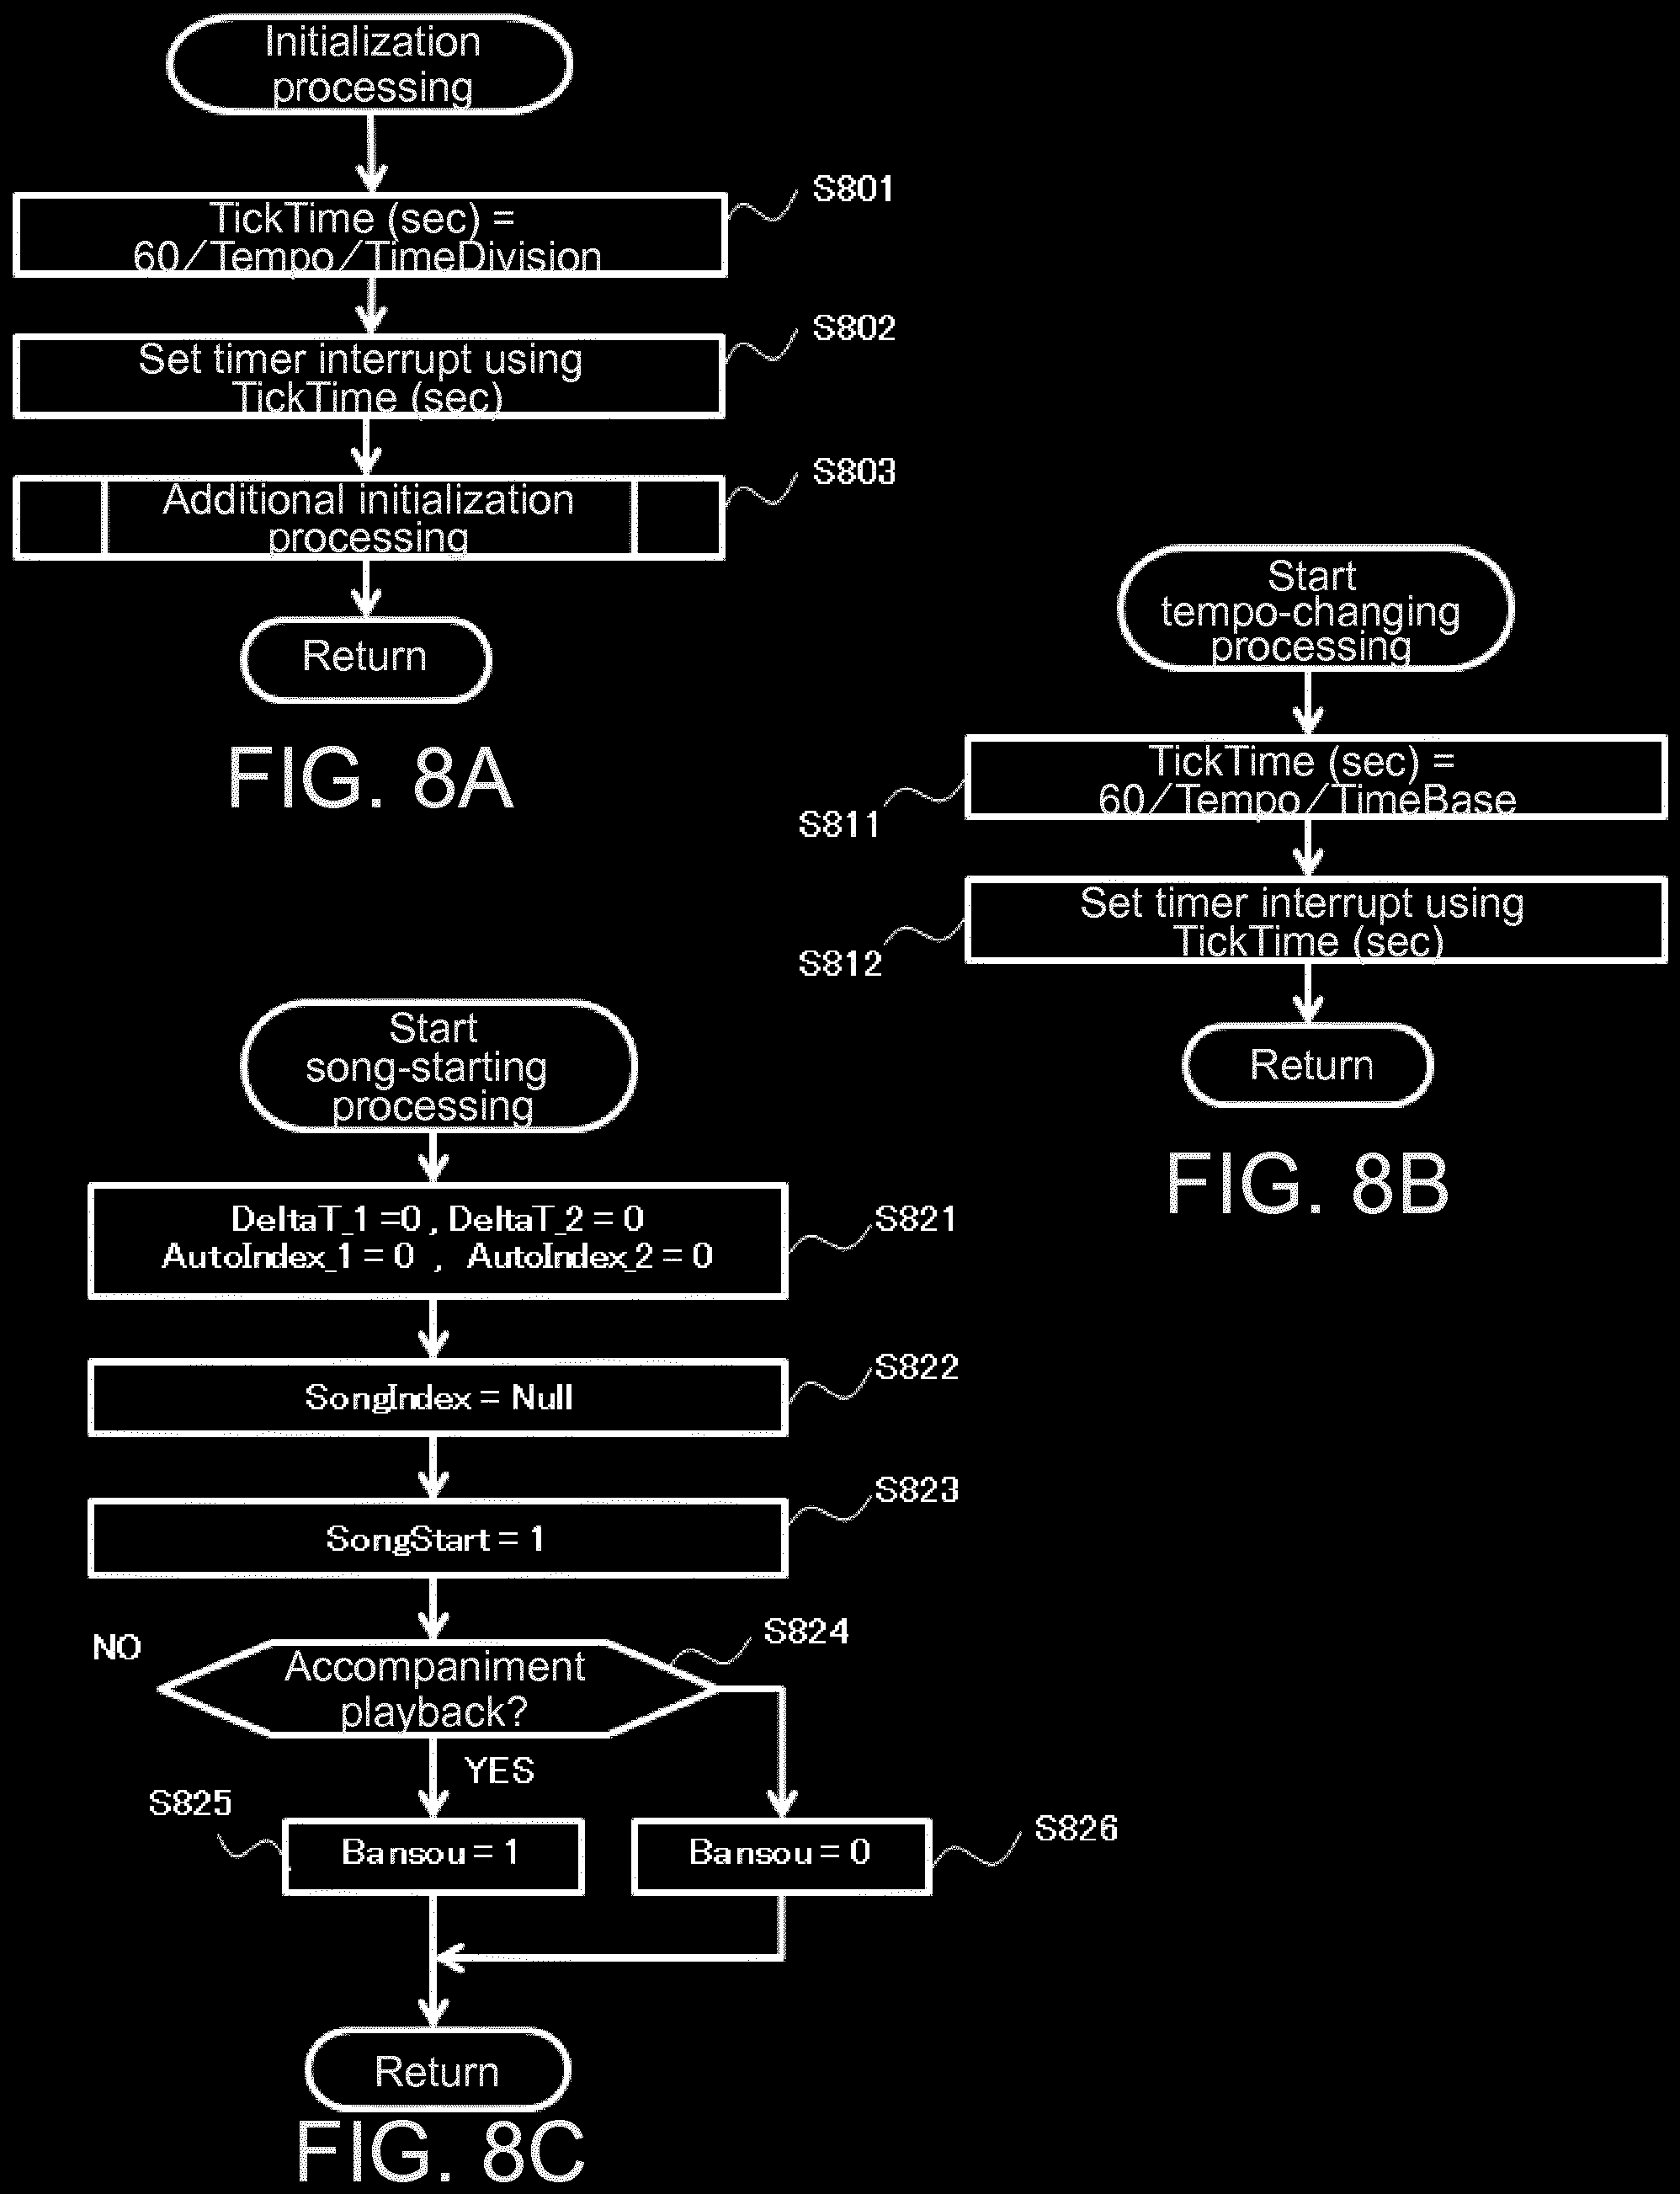 Initialization
processing
S801
TickTime (sec) =
60/Tempo/TimeDivision
S802
Set timer interrupt using
TickTime (sec)
S803
Additional initialization
processing
Return
FIG. 8A
Start
tempo-changing
processing
TickTime (sec) =
60/Tempo/TimeBase
S811
Set timer interrupt using
TickTime (sec)
S812
Return
FIG. 8B
Start
song-starting
processing
S821
DeltaT_1 =0 , DeltaT_2 = 0
AutoIndex_1 = 0 , AutoIndex_2 = 0
S822
SongIndex = Null
S823
SongStart = 1
S824
NO
Accompaniment
playback?
YES
S825
Bansou = 1
Bansou = 0
S826
Return
FIG. 8C